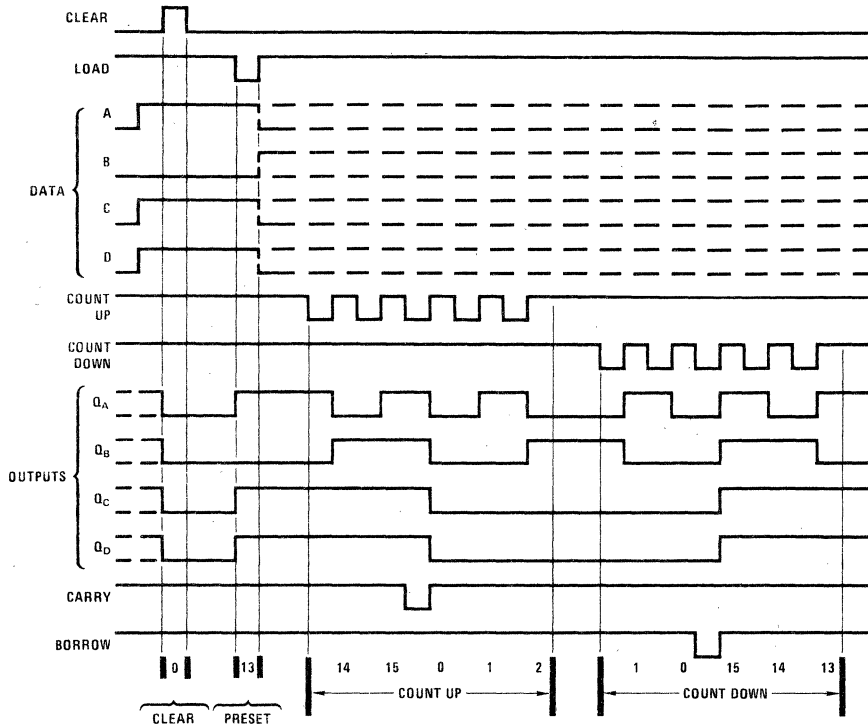 CLEAR
LOAD
A
B
DATA
C
D
COUNT
UP
COUNT
DOWN
QA
QB
OUTPUTS
QC
QD
CARRY
BORROW
0 13 14 15 0 1 2 1 0 15 14 13
COUNT UP COUNT DOWN
CLEAR PRESET